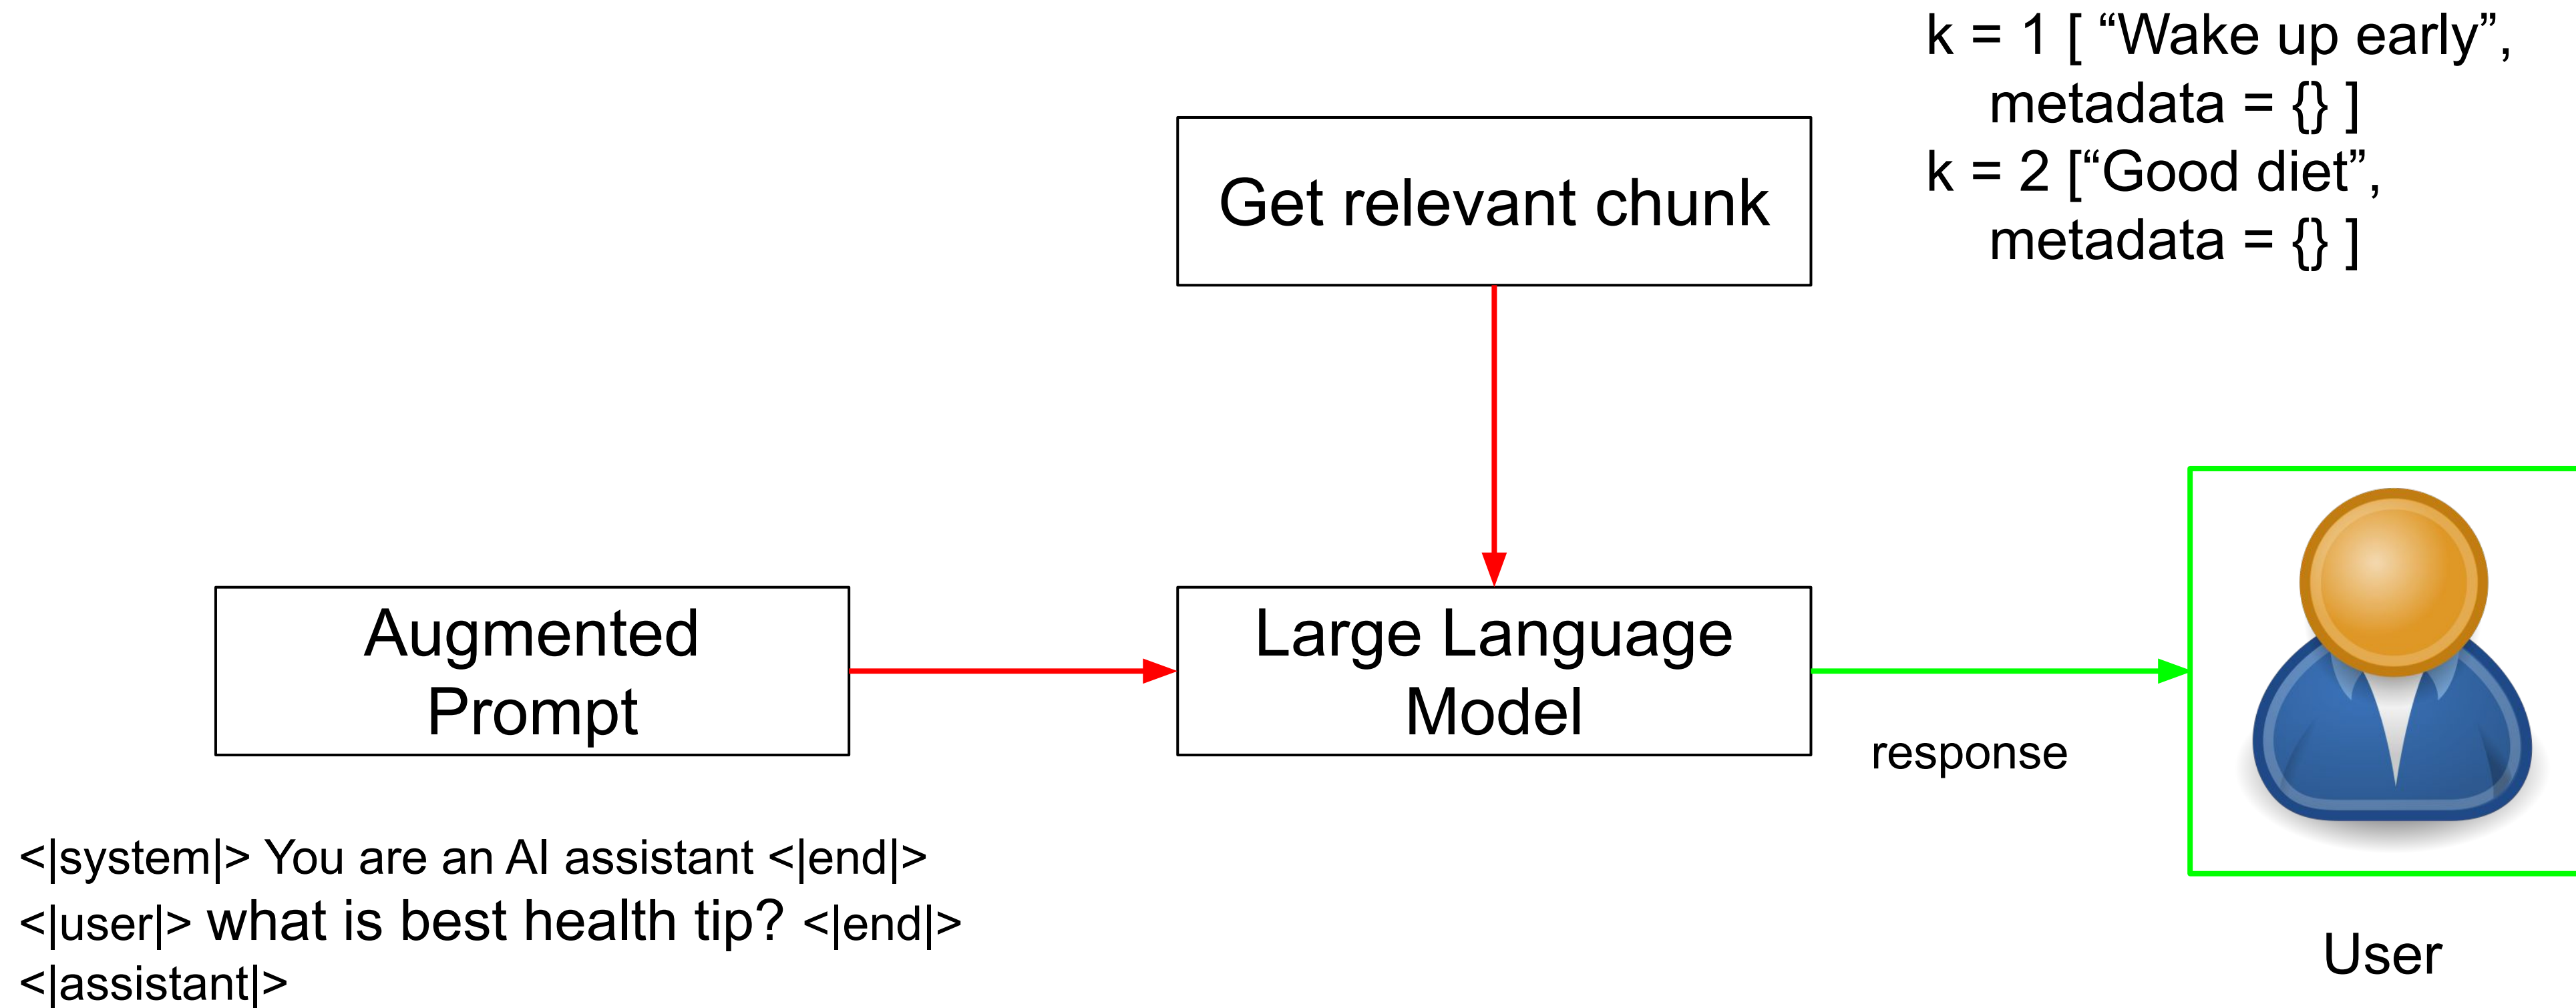 k = 1 [ “Wake up early”,
metadata = {} ]
k = 2 [“Good diet”,
metadata = {} ]
Get relevant chunk
Augmented
Prompt
Large Language
Model
response
User
<|system|> You are an AI assistant <|end|>
<|user|> what is best health tip? <|end|>
<|assistant|>